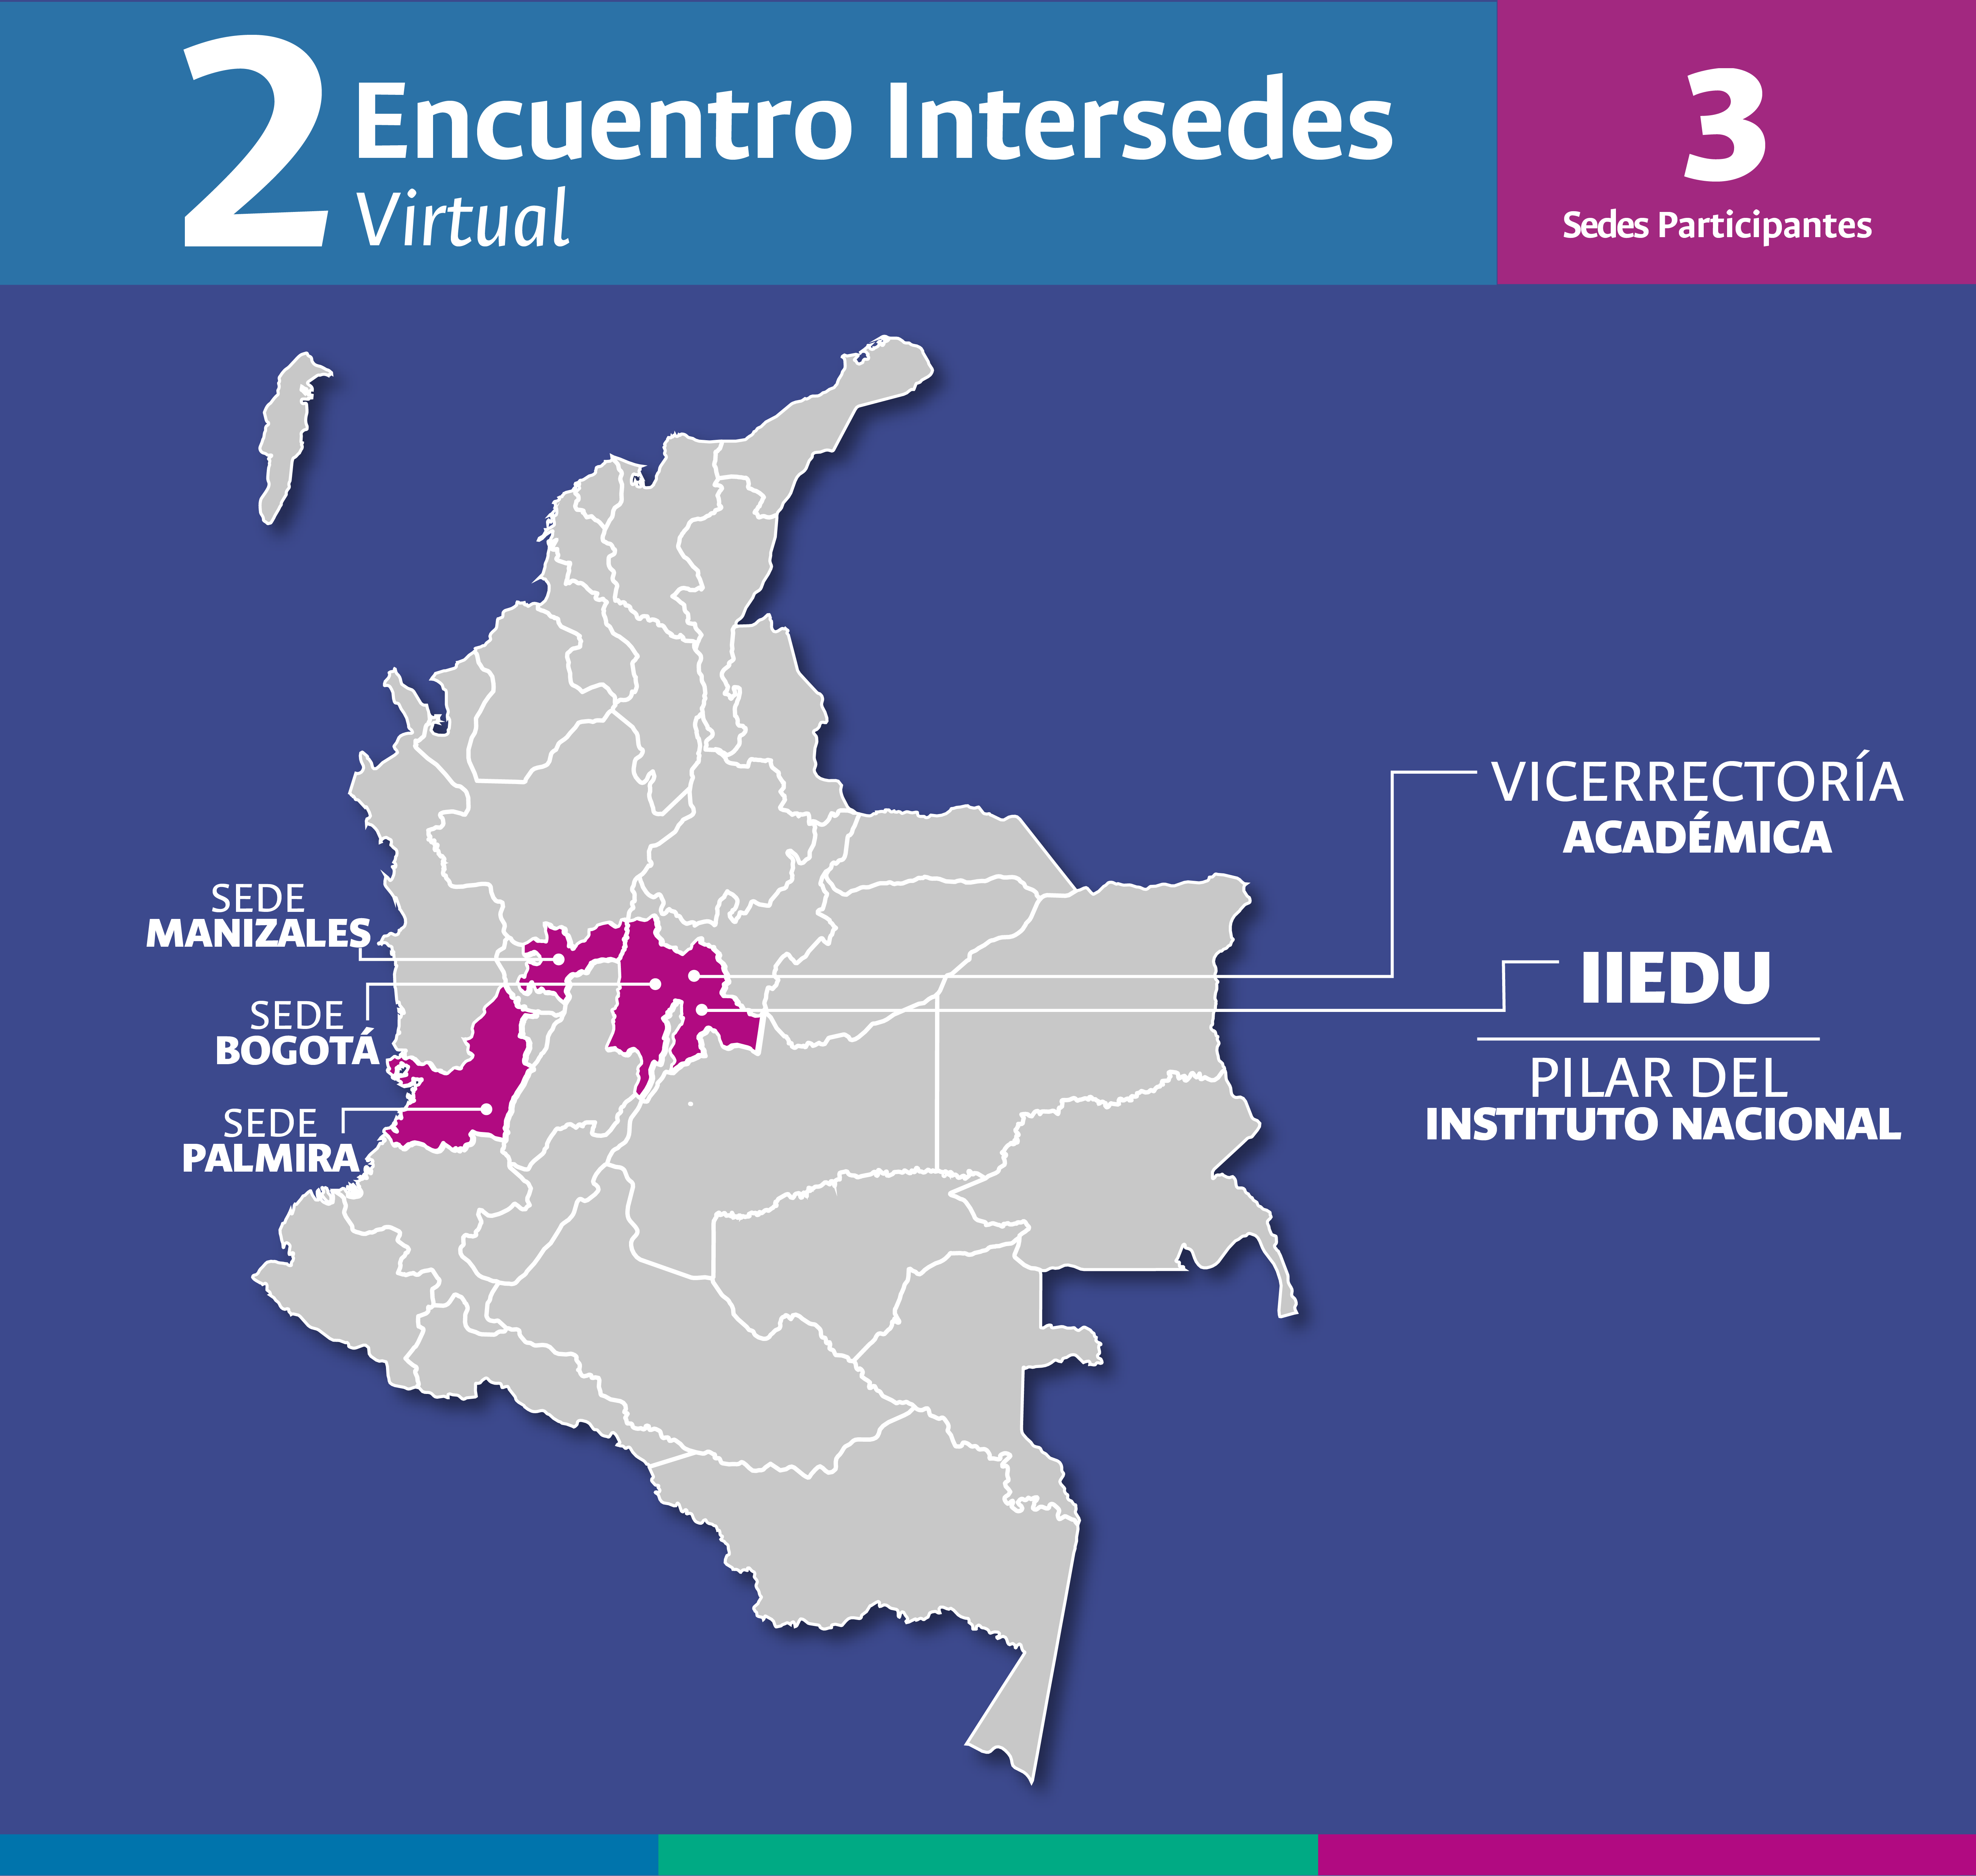 2 Encuentro Intersedes
Virtual
3
Sedes Participantes
VICERRECTORÍA
ACADÉMICA
SEDE
MANIZALES
IIEDU
SEDE
BOGOTÁ
PILAR DEL
INSTITUTO NACIONAL
SEDE
PALMIRA